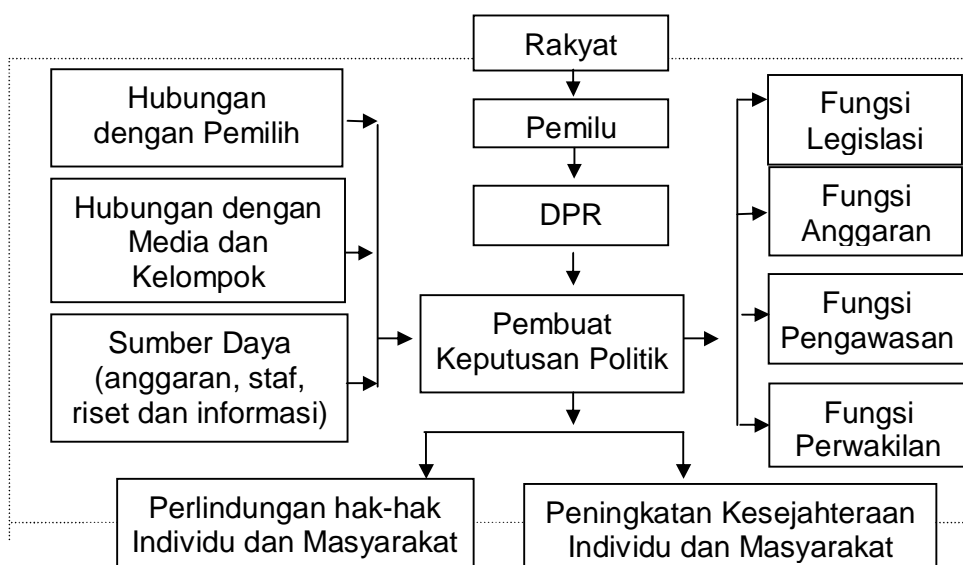 Rakyat
Pemilu
DPR
Pembuat
Keputusan Politik
Hubungan
dengan Pemilih
Hubungan dengan
Media dan
Kelompok
Sumber Daya
(anggaran, staf,
riset dan informasi)
Fungsi
Legislasi
Fungsi
Anggaran
Fungsi
Pengawasan
Fungsi
Perwakilan
Perlindungan hak-hak
Individu dan Masyarakat
Peningkatan Kesejahteraan
Individu dan Masyarakat